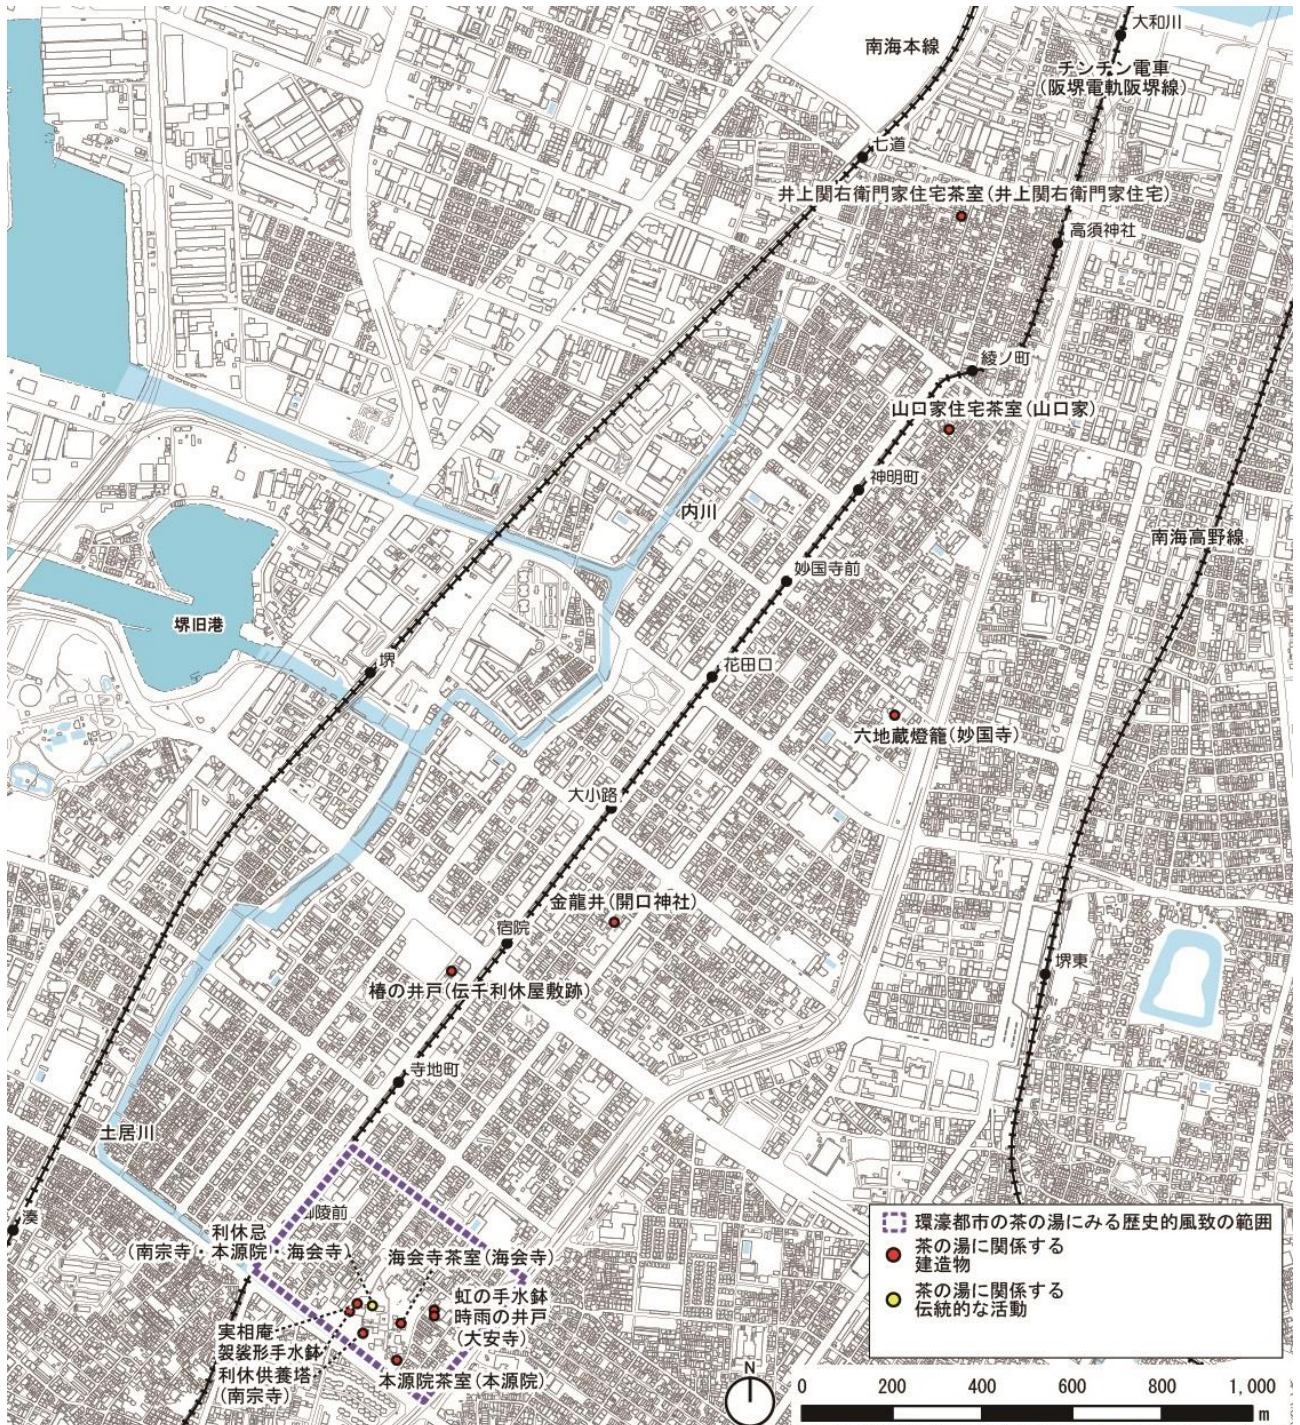 大和川
南海本線
チンチン電車
(阪堺電軌阪堺線)
七道
井上関右衛門家住宅茶室(井上関右衛門家住宅)
高須神社
綾ノ町
山口家住宅茶室(山口家)
神明町
内川
南海高野線
妙国寺前
堺旧港
堺
花田口
六地蔵燈籠(妙国寺)
大小路
金龍井(開口神社)
宿院
堺東
椿の井戸(伝千利休屋敷跡)
寺地町
土居川
湊
御陵前
利休忌
(南宗寺・本源院・海会寺)
海会寺茶室(海会寺)
虹の手水鉢
時雨の井戸
(大安寺)
実相庵
袈裟形手水鉢
利休供養塔
(南宗寺)
本源院茶室(本源院)
環濠都市の茶の湯にみる歴史的風致の範囲
茶の湯に関係する
建造物
茶の湯に関係する
伝統的な活動
N
0 200 400 600 800 1,000
m